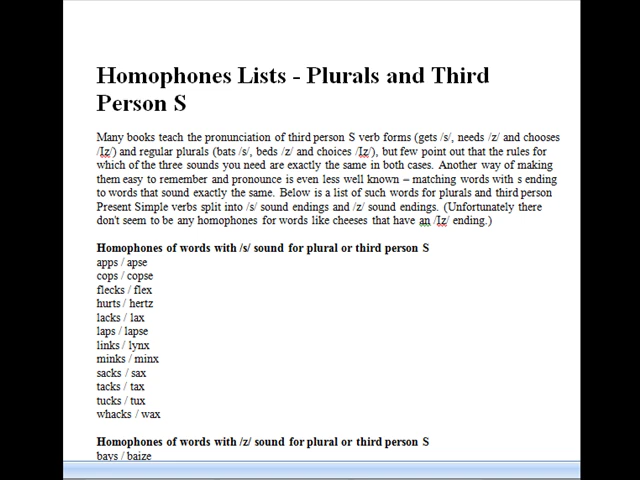 Homophones Lists - Plurals and Third
Person S
Many books teach the pronunciation of third person S verb forms (gets /s/, needs /z/ and chooses
/Iz/) and regular plurals (bats /s/, beds /z/ and choices /Iz/), but few point out that the rules for
which of the three sounds you need are exactly the same in both cases. Another way of making
them easy to remember and pronounce is even less well known – matching words with s ending
to words that sound exactly the same. Below is a list of such words for plurals and third person
Present Simple verbs split into /s/ sound endings and /z/ sound endings. (Unfortunately there
don't seem to be any homophones for words like cheeses that have an /Iz/ ending.)
Homophones of words with /s/ sound for plural or third person S
apps / apse
cops / copse
flecks / flex
hurts / hertz
lacks / lax
laps / lapse
links / lynx
minks / minx
sacks / sax
tacks / tax
tucks / tux
whacks / wax
Homophones of words with /z/ sound for plural or third person S
bays / baize